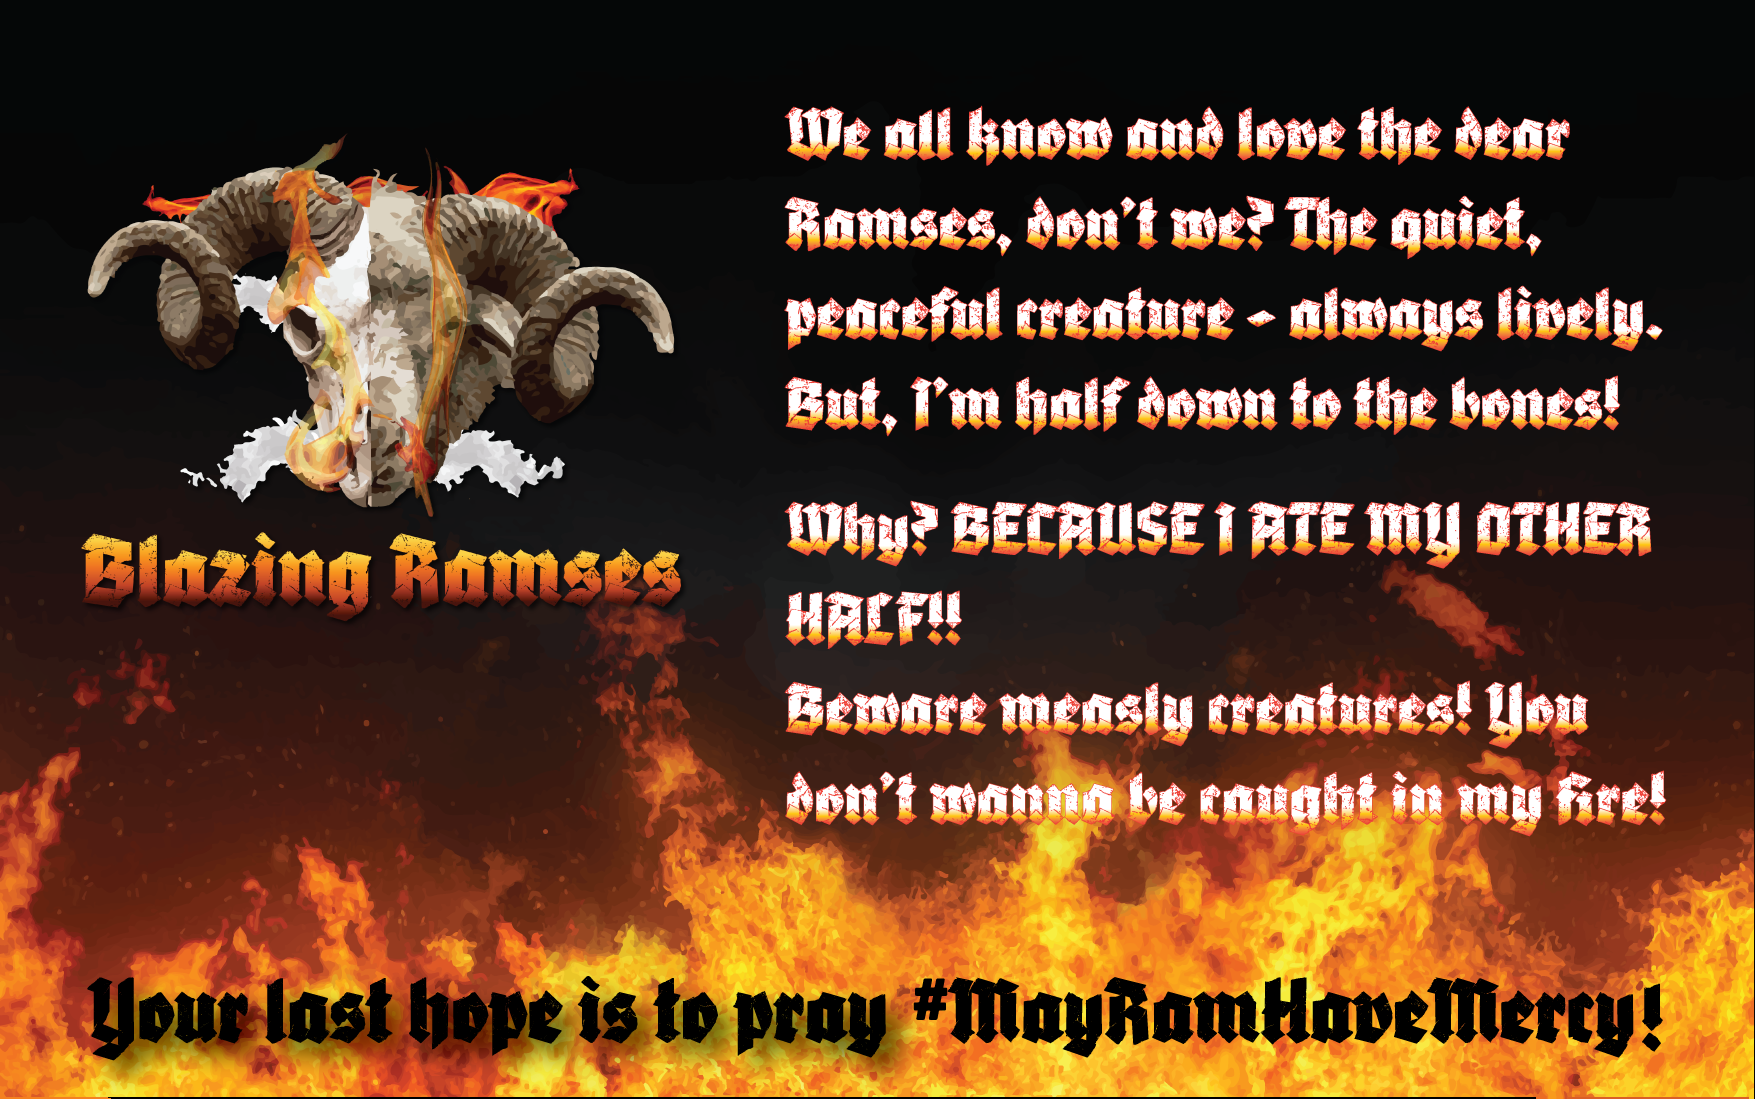 We all know and love the dear
Ramses, don't we? The quiet,
peaceful creature - always lively.
But, I'm half down to the bones!
Why? BECAUSE I ATE MY OTHER
HALF!!
Beware measly creatures! You
don't wanna be caught in my fire!
Blazing Ramses
Your last hope is to pray #MayRamHaveMercy!